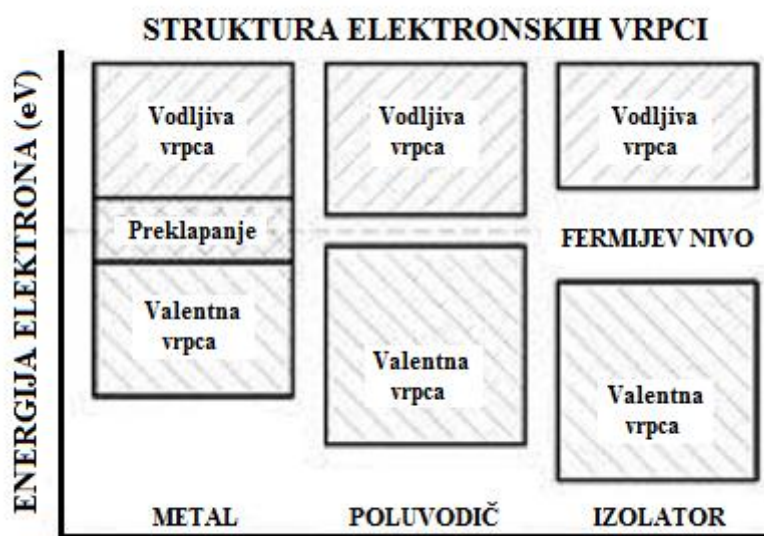 STRUKTURA ELEKTRONSKIH VRPCI
ENERGIJA ELEKTRONA (eV)
Vodljiva
vrpca
Preklapanje
Valentna
vrpca
METAL
Vodljiva
vrpca
Valentna
vrpca
POLUVODIČ
Vodljiva
vrpca
FERMIJEV NIVO
Valentna
vrpca
IZOLATOR